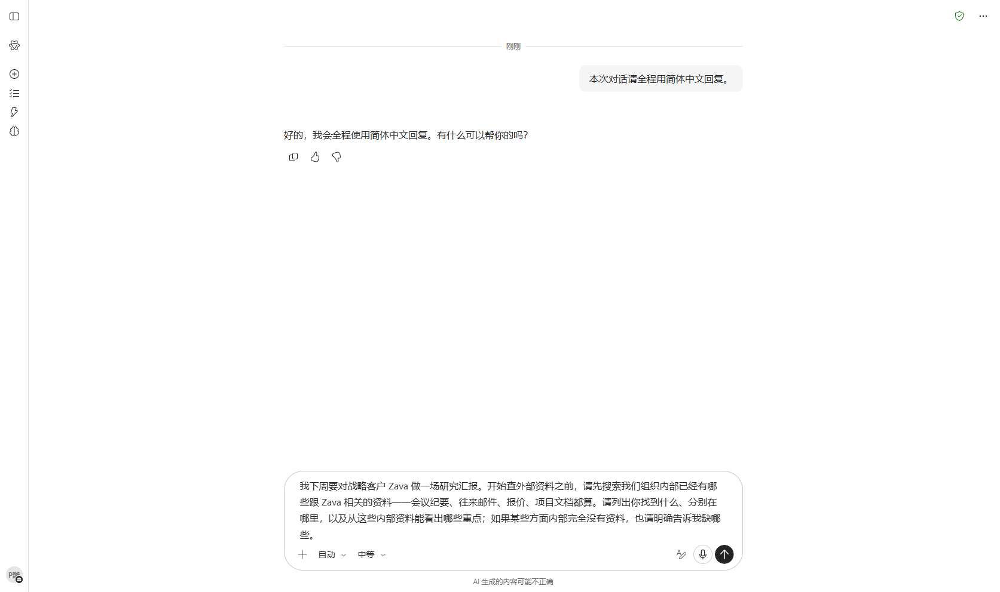 刚刚
本次对话请全程用简体中文回复。
好的，我会全程使用简体中文回复。有什么可以帮你的吗？
我下周要对战略客户 Zava 做一场研究汇报。开始查外部资料之前，请先搜索我们组织内部已经有哪
些跟 Zava 相关的资料——会议纪要、往来邮件、报价、项目文档都算。请列出你找到什么、分别在
哪里，以及从这些内部资料能看出哪些重点；如果某些方面内部完全没有资料，也请明确告诉我缺哪
些。
自动 中等
P辦
AI 生成的内容可能不正确